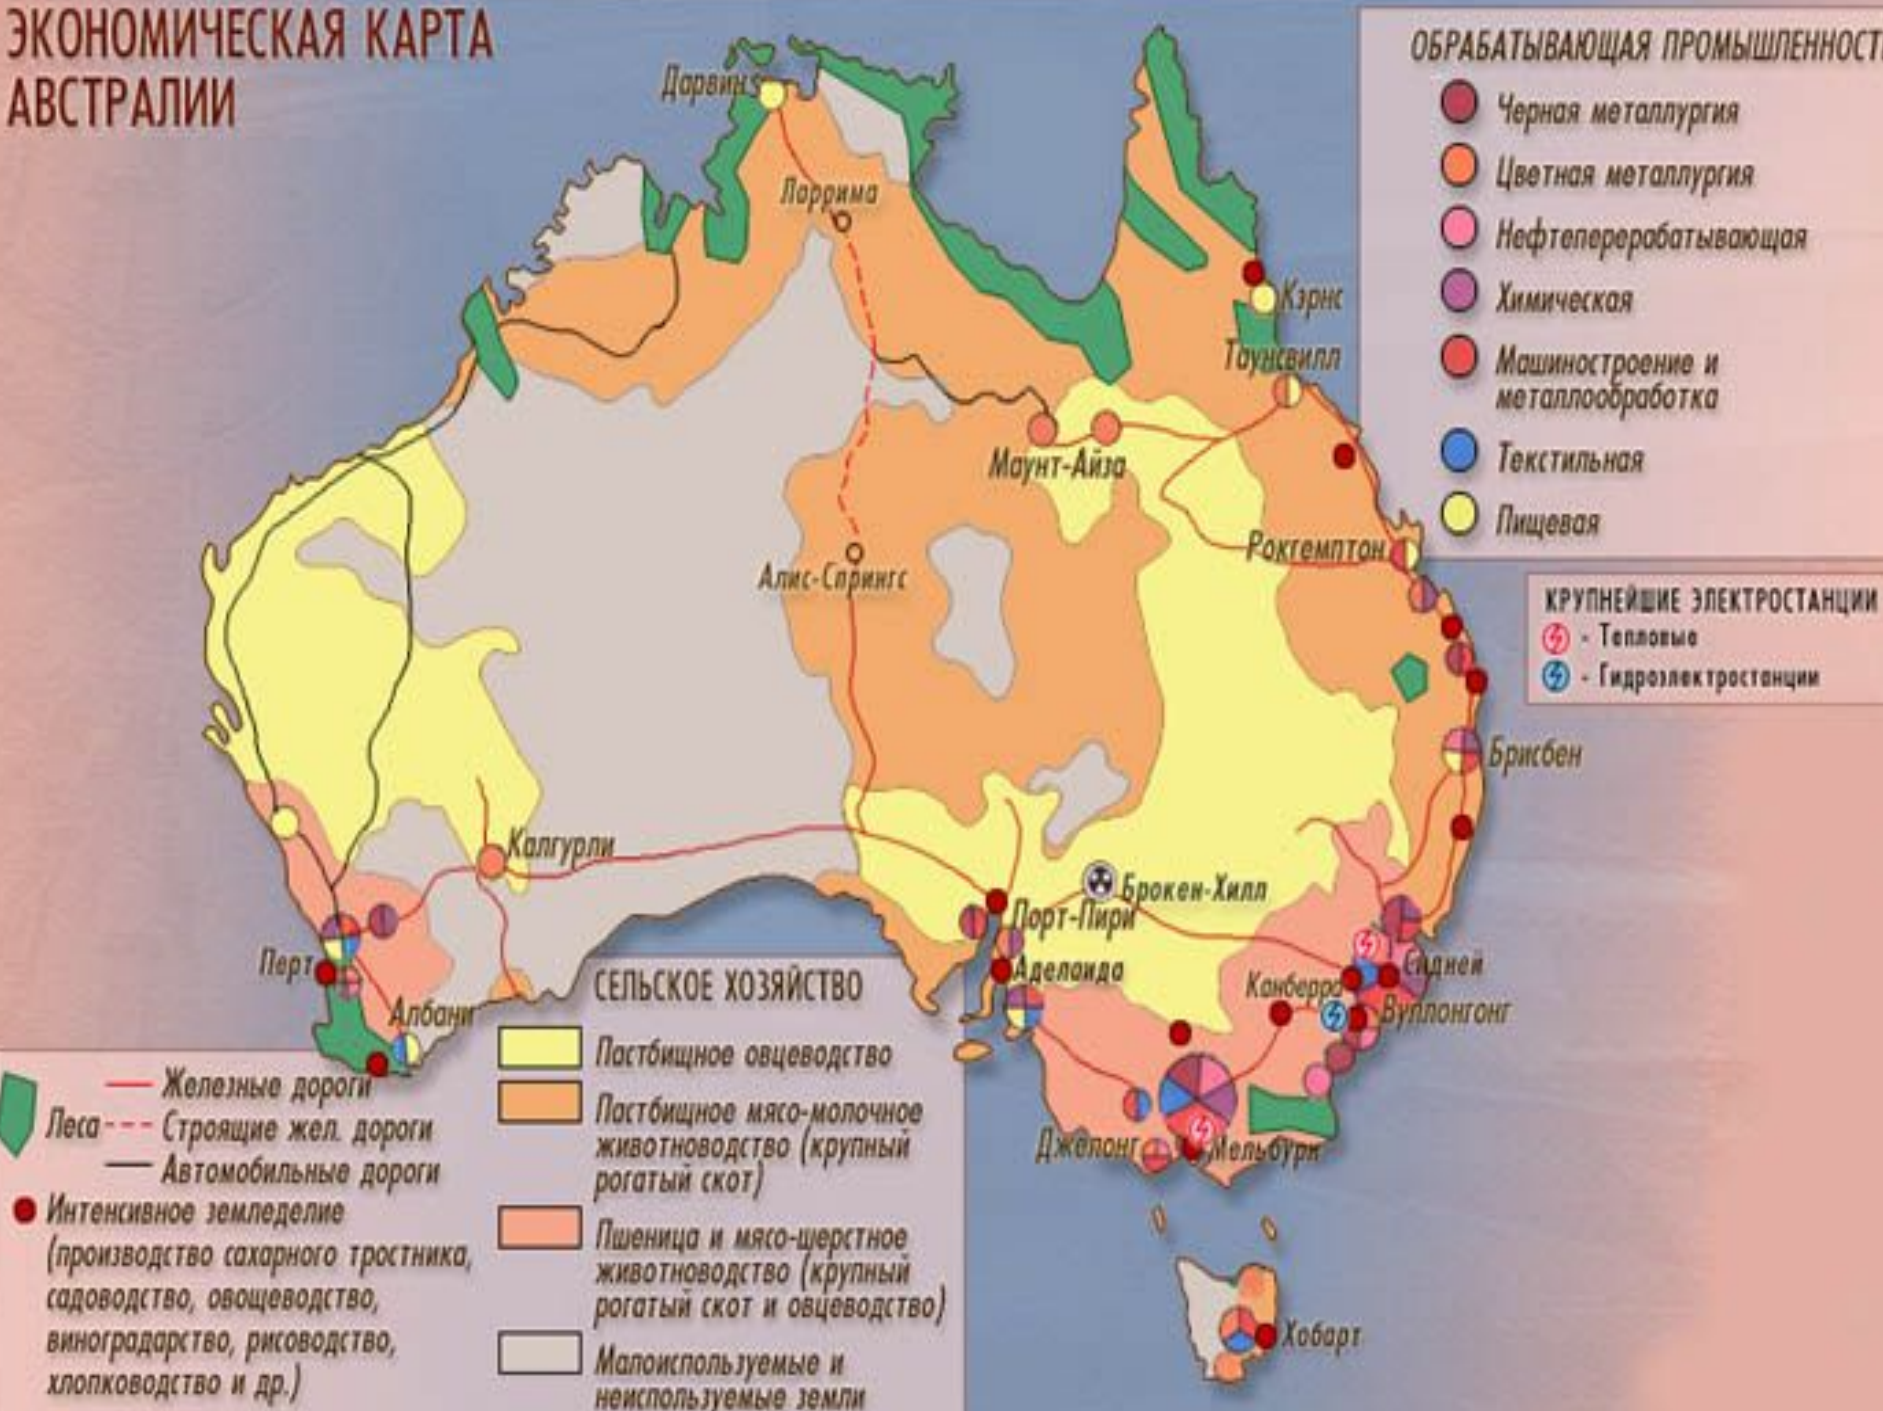 ЭКОНОМИЧЕСКАЯ КАРТА
АВСТРАЛИИ
ОБРАБАТЫВАЮЩАЯ ПРОМЫШЛЕННОСТ
Черная металлургия
Цветная металлургия
Нефтеперерабатывающая
Химическая
Машиностроение и
металлообработка
Текстильная
Пищевая
КРУПНЕЙШИЕ ЭЛЕКТРОСТАНЦИИ
- Тепловые
- Гидроэлектростанции
Дарвин
Ларрима
Кэрнс
Таунсвилл
Маунт-Айза
Рокгемптон
Алис-Спрингс
Брисбен
Калгурли
Брокен-Хилл
Порт-Пири
Перт
Аделаида
Сидней
Канберра
Вуллонгонг
Албани
Джелонг
Мельбурн
Хобарт
Леса
Железные дороги
Строящие жел. дороги
Автомобильные дороги
Интенсивное земледелие
(производство сахарного тростника,
садоводство, овощеводство,
виноградарство, рисоводство,
хлопководство и др.)
СЕЛЬСКОЕ ХОЗЯЙСТВО
Пастбищное овцеводство
Пастбищное мясо-молочное
животноводство (крупный
рогатый скот)
Пшеница и мясо-шерстное
животноводство (крупный
рогатый скот и овцеводство)
Малоиспользуемые и
неиспользуемые земли